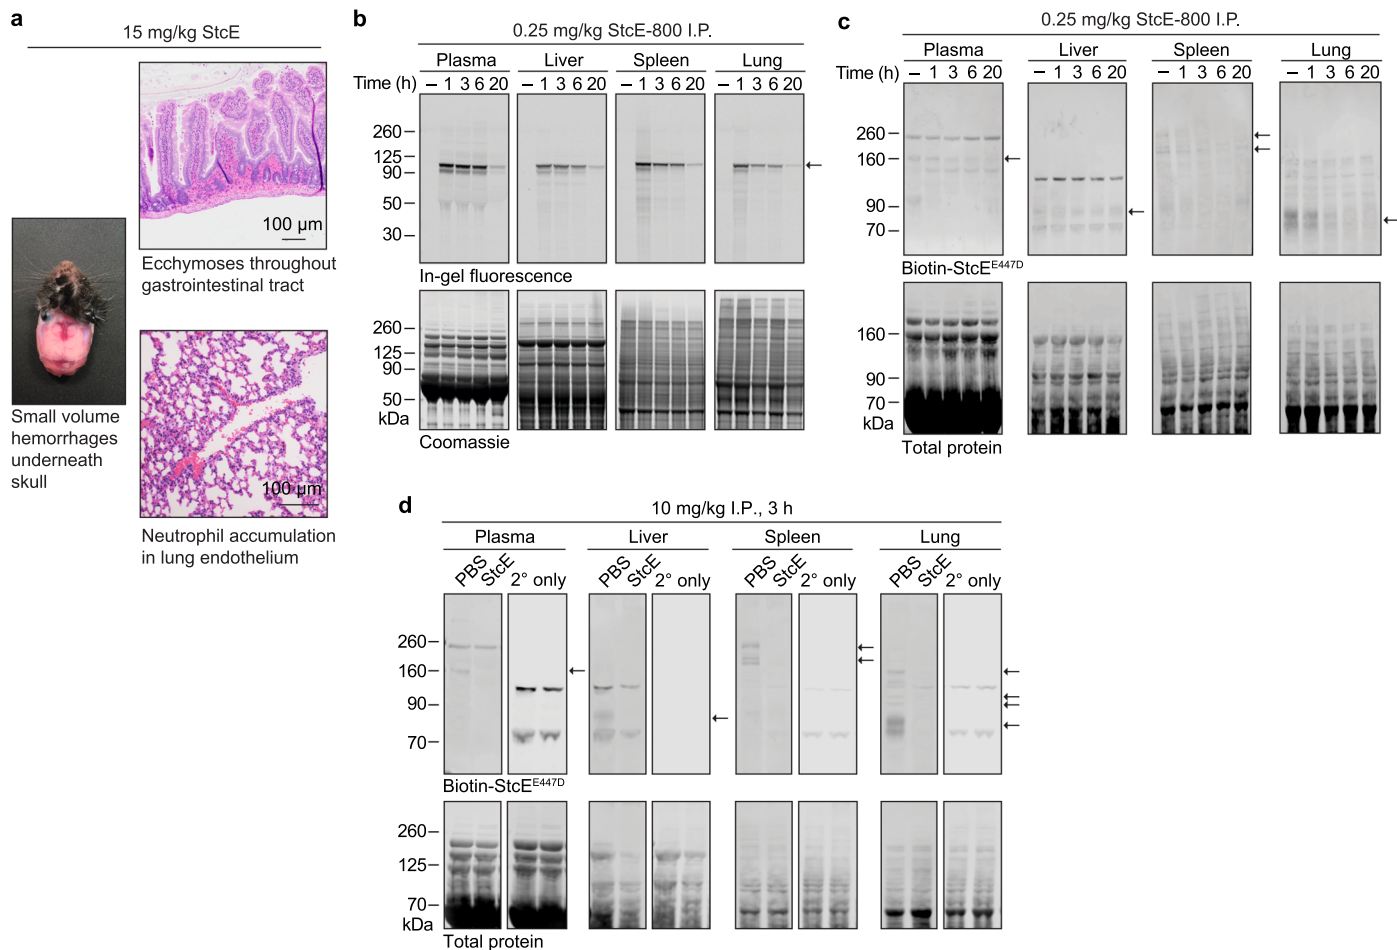 a
15 mg/kg StcE
100 µm
Ecchymoses throughout
gastrointestinal tract
Small volume
hemorrhages
underneath
skull
100 µm
Neutrophil accumulation
in lung endothelium
b
0.25 mg/kg StcE-800 I.P.
Plasma Liver Spleen Lung
Time (h) – 1 3 6 20 – 1 3 6 20 – 1 3 6 20 – 1 3 6 20
260
125
90
50
30
←
In-gel fluorescence
260
125
90
50
kDa
Coomassie
c
0.25 mg/kg StcE-800 I.P.
Plasma Liver Spleen Lung
Time (h) – 1 3 6 20 – 1 3 6 20 – 1 3 6 20 – 1 3 6 20
260
160
90
70
Biotin-StcE^E447D
160
90
70
kDa
Total protein
d
10 mg/kg I.P., 3 h
Plasma Liver Spleen Lung
PBS StcE 2° only PBS StcE 2° only PBS StcE 2° only PBS StcE 2° only
260
160
90
70
Biotin-StcE^E447D
260
125
70
kDa
Total protein